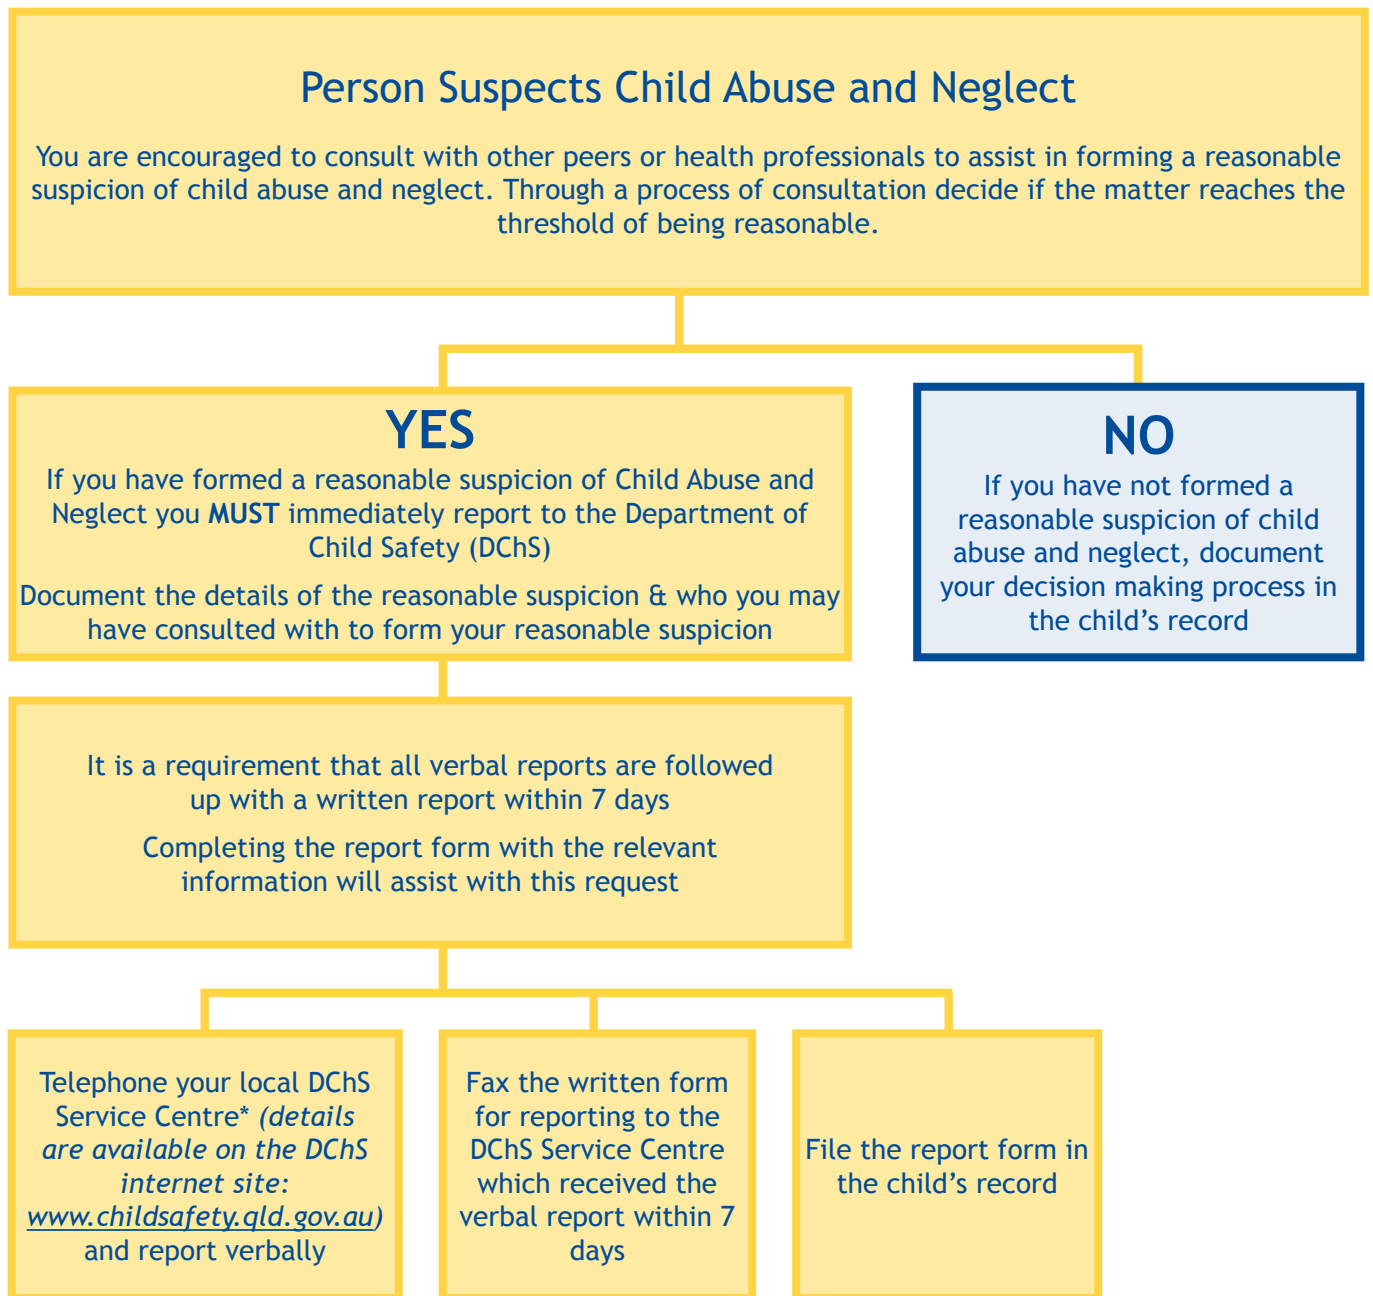 Person Suspects Child Abuse and Neglect
You are encouraged to consult with other peers or health professionals to assist in forming a reasonable
suspicion of child abuse and neglect. Through a process of consultation decide if the matter reaches the
threshold of being reasonable.
YES
If you have formed a reasonable suspicion of Child Abuse and
Neglect you MUST immediately report to the Department of
Child Safety (DChS)
Document the details of the reasonable suspicion & who you may
have consulted with to form your reasonable suspicion
NO
If you have not formed a
reasonable suspicion of child
abuse and neglect, document
your decision making process in
the child’s record
It is a requirement that all verbal reports are followed
up with a written report within 7 days
Completing the report form with the relevant
information will assist with this request
Telephone your local DChS
Service Centre* (details
are available on the DChS
internet site:
www.childsafety.qld.gov.au)
and report verbally
Fax the written form
for reporting to the
DChS Service Centre
which received the
verbal report within 7
days
File the report form in
the child’s record